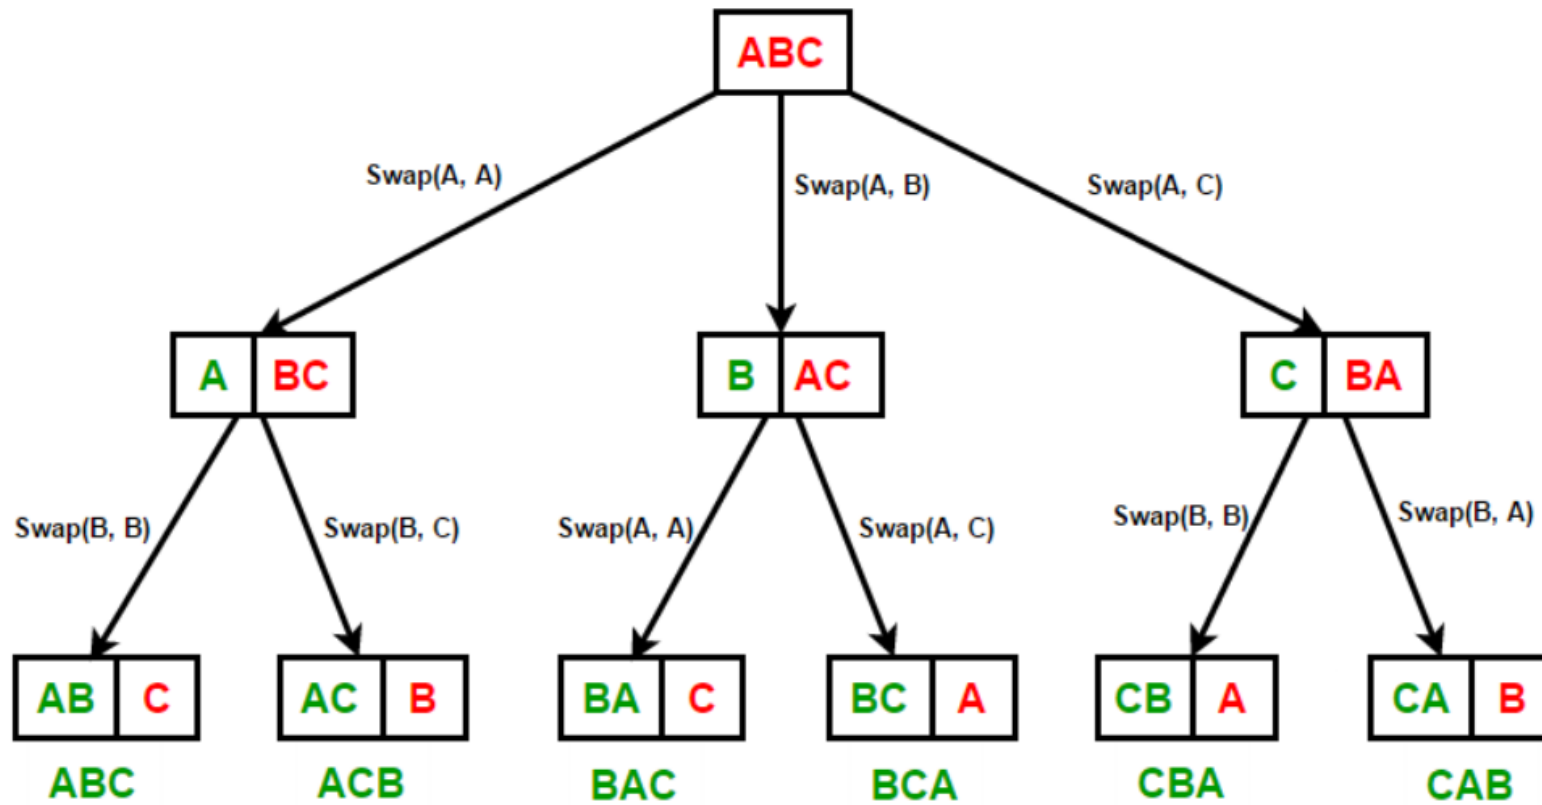 ABC
Swap(A, A)
Swap(A, B)
Swap(A, C)
A BC
B AC
C BA
Swap(B, B)
Swap(B, C)
Swap(A, A)
Swap(A, C)
Swap(B, B)
Swap(B, A)
AB C
AC B
BA C
BC A
CB A
CA B
ABC
ACB
BAC
BCA
CBA
CAB